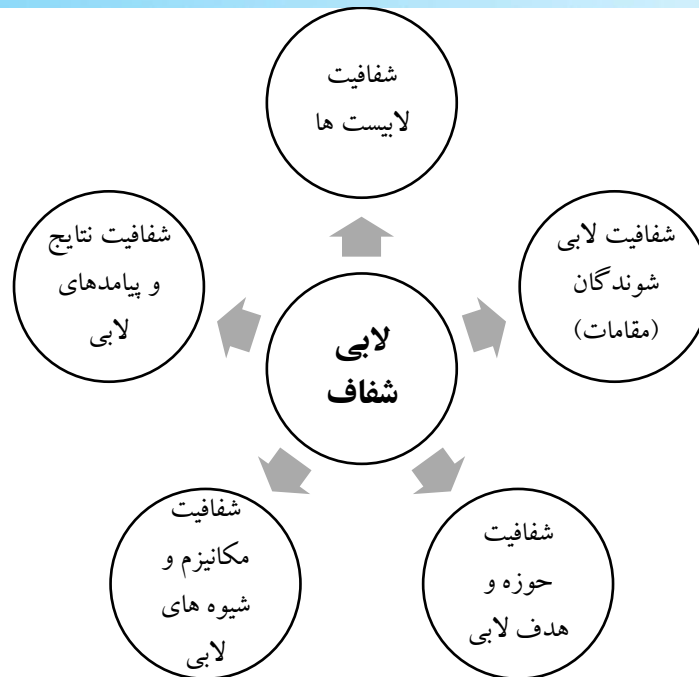 شفافیت
لابیست ها
شفافیت لابی
شوندگان
(مقامات)
شفافیت
حوزه و
هدف لابی
شفافیت
مکانیزم و
شیوه های
لابی
شفافیت نتایج
و پیامدهای
لابی
لابی
شفاف